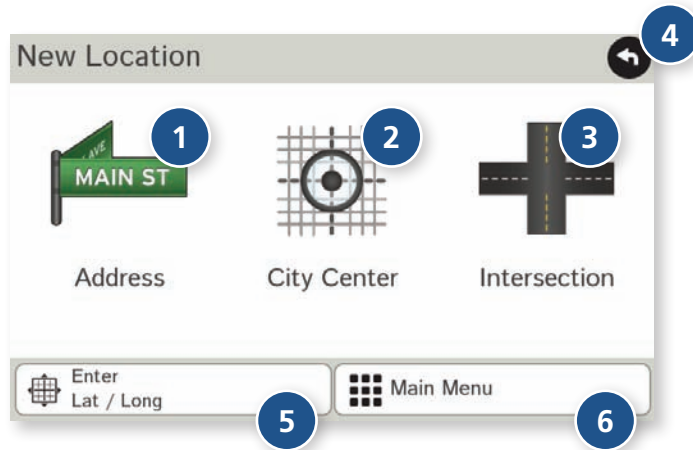 4
New Location
1 2 3
AVE
MAIN ST
Address City Center Intersection
Enter
Lat / Long
Main Menu
5 6